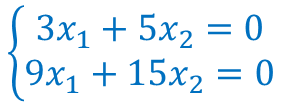 3x₁ + 5x₂ = 0
9x₁ + 15x₂ = 0